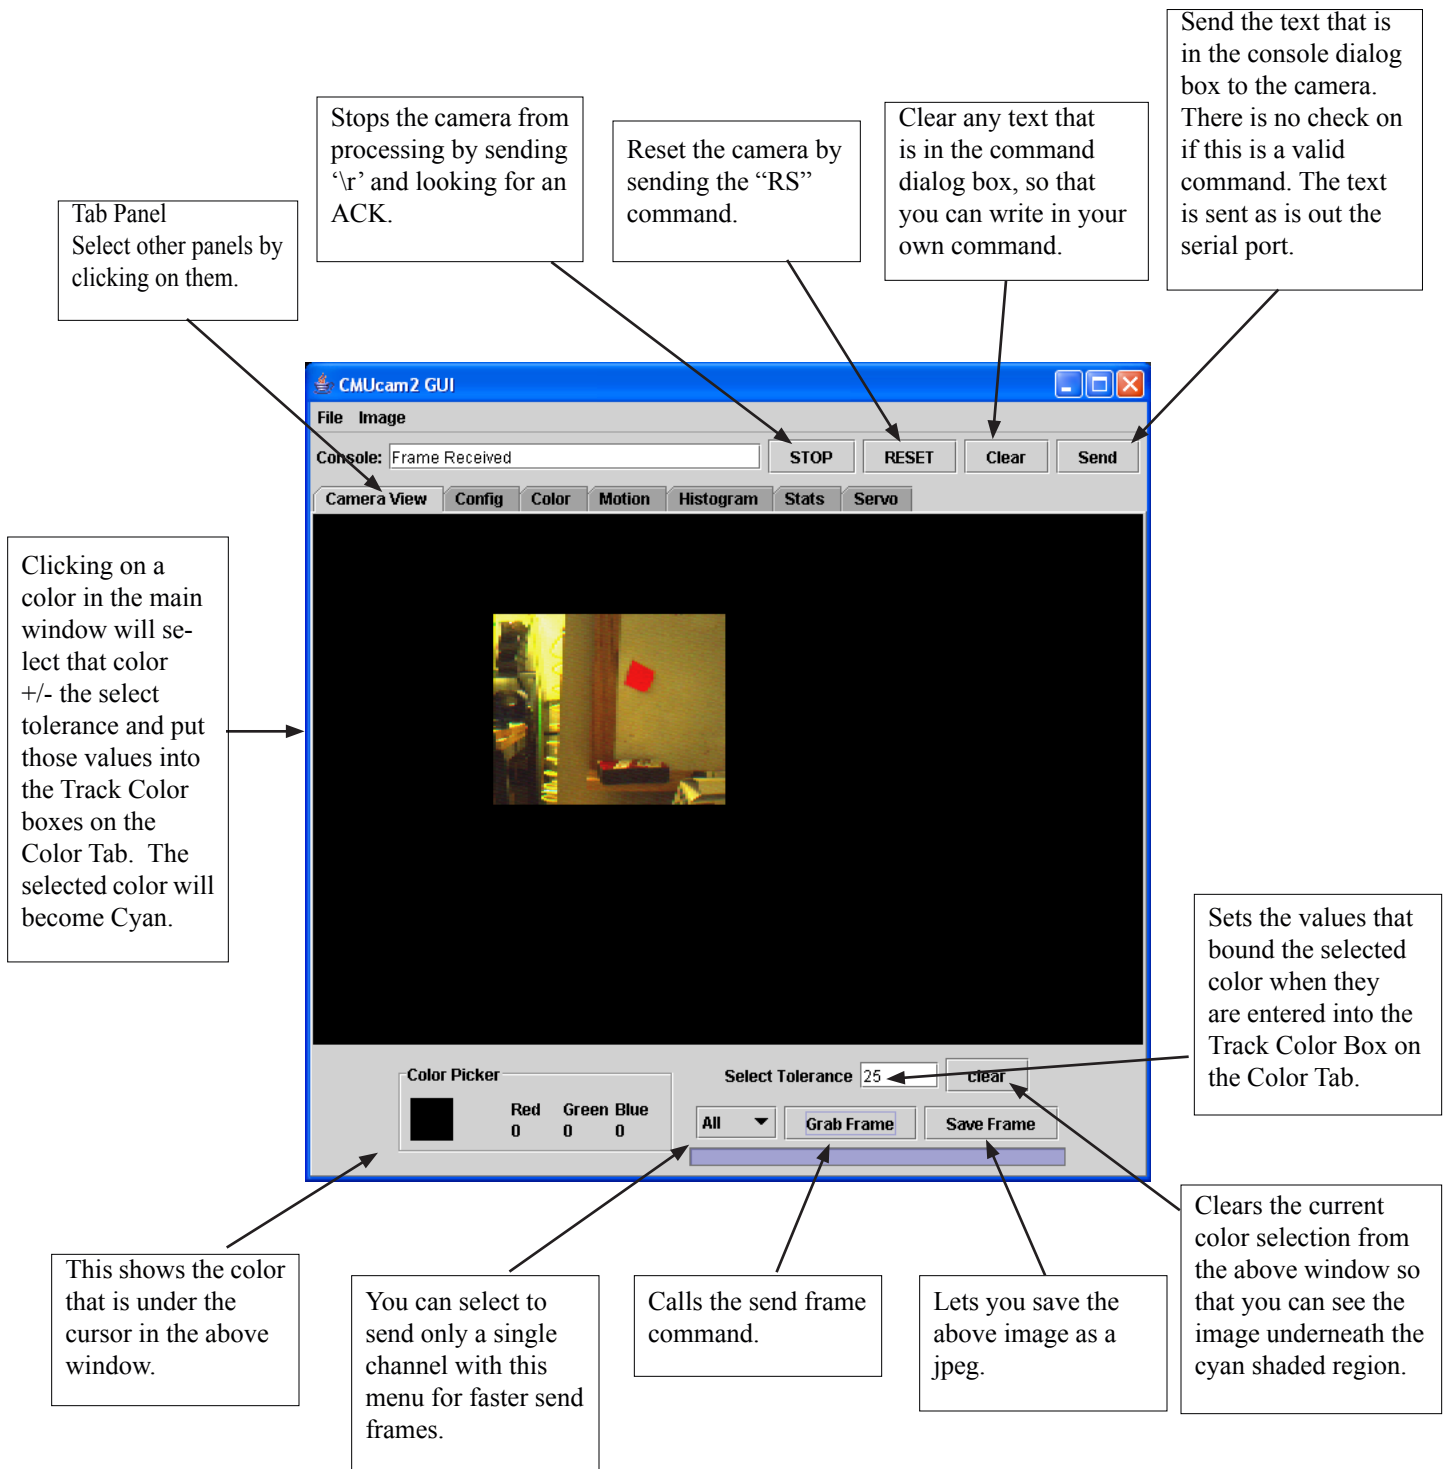 Send the text that is
in the console dialog
box to the camera.
There is no check on
if this is a valid
command. The text
is sent as is out the
serial port.
Stops the camera from
processing by sending
‘\r’ and looking for an
ACK.
Reset the camera by
sending the “RS”
command.
Clear any text that
is in the command
dialog box, so that
you can write in your
own command.
Tab Panel
Select other panels by
clicking on them.
CMUcam2 GUI
File Image
Console: Frame Received STOP RESET Clear Send
Camera View Config Color Motion Histogram Stats Servo
Clicking on a
color in the main
window will se-
lect that color
+/- the select
tolerance and put
those values into
the Track Color
boxes on the
Color Tab. The
selected color will
become Cyan.
Sets the values that
bound the selected
color when they
are entered into the
Track Color Box on
the Color Tab.
Color Picker
Red Green Blue
0 0 0
Select Tolerance 25 clear
All Grab Frame Save Frame
This shows the color
that is under the
cursor in the above
window.
You can select to
send only a single
channel with this
menu for faster send
frames.
Calls the send frame
command.
Lets you save the
above image as a
jpeg.
Clears the current
color selection from
the above window so
that you can see the
image underneath the
cyan shaded region.